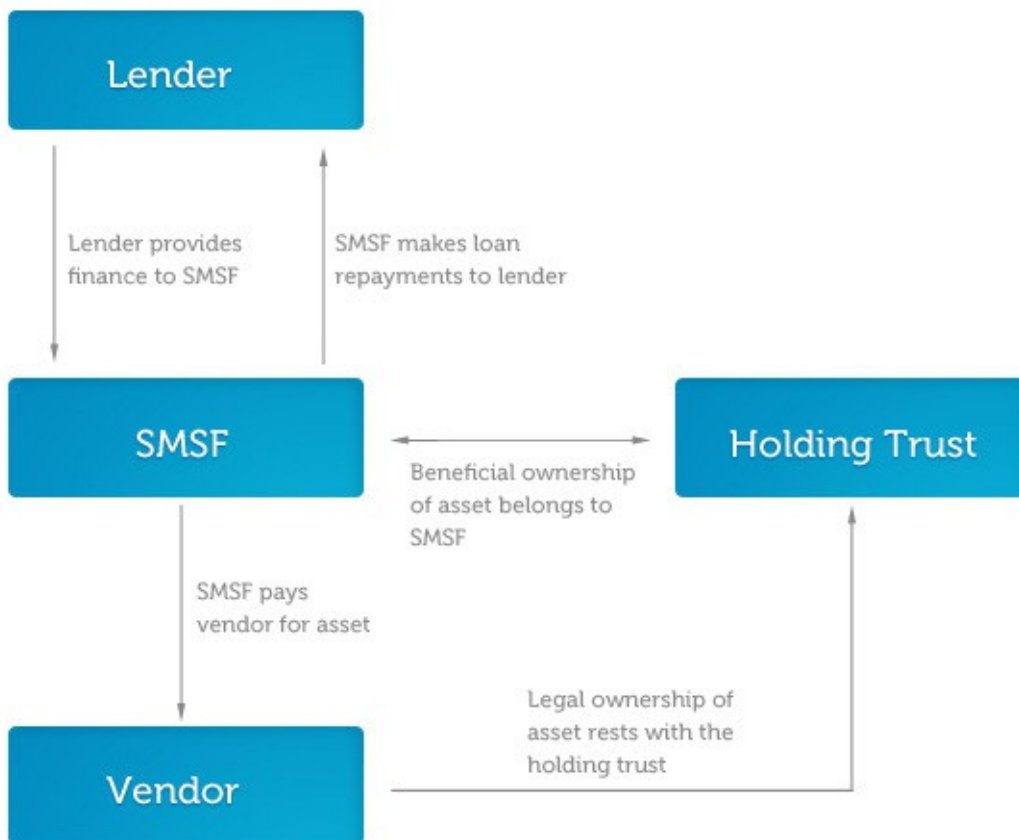 Lender
Lender provides
finance to SMSF
SMSF makes loan
repayments to lender
SMSF
Holding Trust
Beneficial ownership
of asset belongs to
SMSF
SMSF pays
vendor for asset
Legal ownership of
asset rests with the
holding trust
Vendor